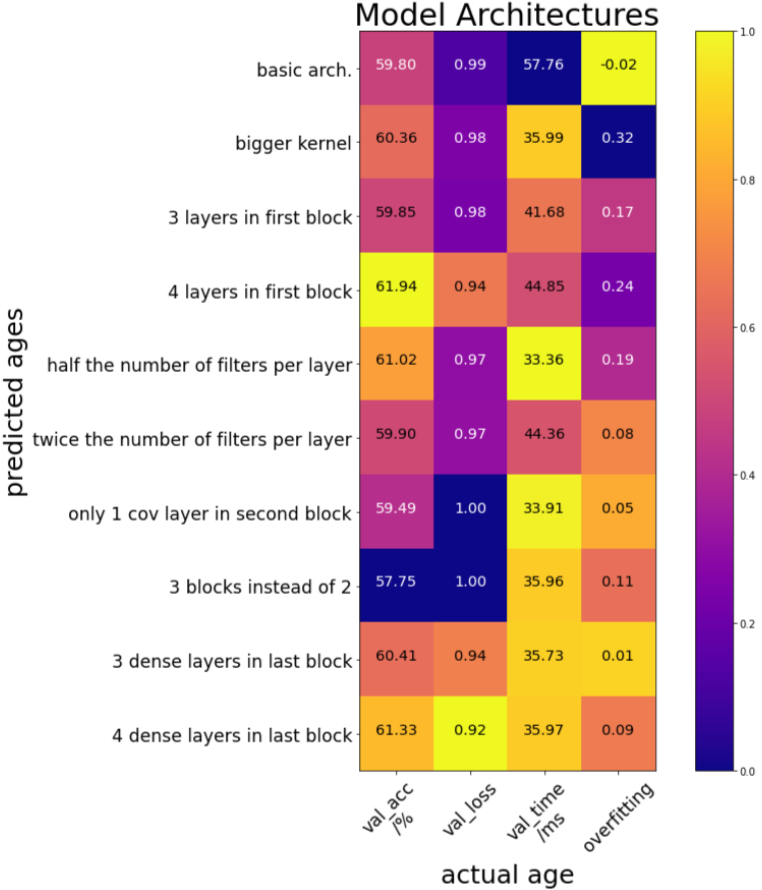 Model Architectures
predicted ages
basic arch. 59.80 0.99 57.76 -0.02
bigger kernel 60.36 0.98 35.99 0.32
3 layers in first block 59.85 0.98 41.68 0.17
4 layers in first block 61.94 0.94 44.85 0.24
half the number of filters per layer 61.02 0.97 33.36 0.19
twice the number of filters per layer 59.90 0.97 44.36 0.08
only 1 cov layer in second block 59.49 1.00 33.91 0.05
3 blocks instead of 2 57.75 1.00 35.96 0.11
3 dense layers in last block 60.41 0.94 35.73 0.01
4 dense layers in last block 61.33 0.92 35.97 0.09
val_acc
/%
val_loss
val_time
/ms
overfitting
actual age
1.0
0.8
0.6
0.4
0.2
0.0